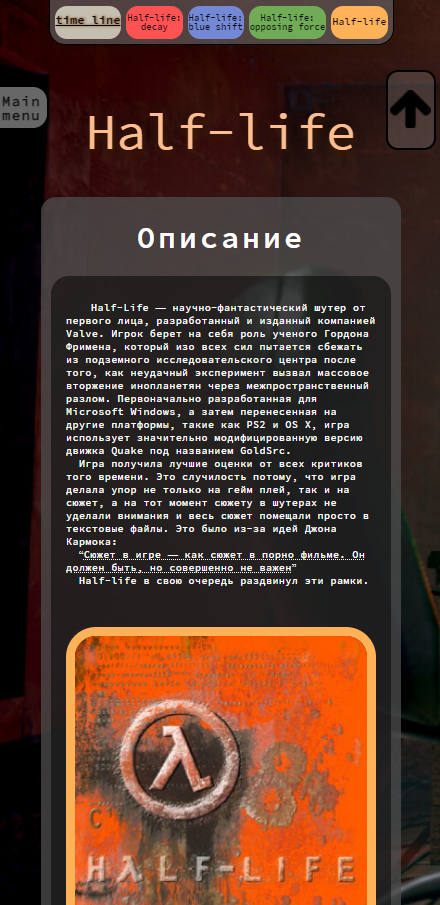 time line
Half-life:
decay
Half-life:
blue shift
Half-life:
opposing force
Half-life
Main
menu
Half-life
Описание
Half-Life — научно-фантастический шутер от
первого лица, разработанный и изданный компанией
Valve. Игрок берет на себя роль ученого Гордона
Фримена, который изо всех сил пытается сбежать
из подземного исследовательского центра после
того, как неудачный эксперимент вызвал массовое
вторжение инопланетян через межпространственный
разлом. Первоначально разработанная для
Microsoft Windows, а затем перенесенная на
другие платформы, такие как PS2 и OS X, игра
использует значительно модифицированную версию
движка Quake под названием GoldSrc.
Игра получила лучшие оценки от всех критиков
того времени. Это случилость потому, что игра
делала упор не только на гейм плей, так и на
сюжет, а на тот момент сюжету в шутерах не
уделали внимания и весь сюжет помещали просто в
текстовые файлы. Это было из-за идей Джона
Кармока:
“Сюжет в игре — как сюжет в порно фильме. Он
должен быть, но совершенно не важен”
Half-life в свою очередь раздвинул эти рамки.
λ
8
C
HλLF-LIFE